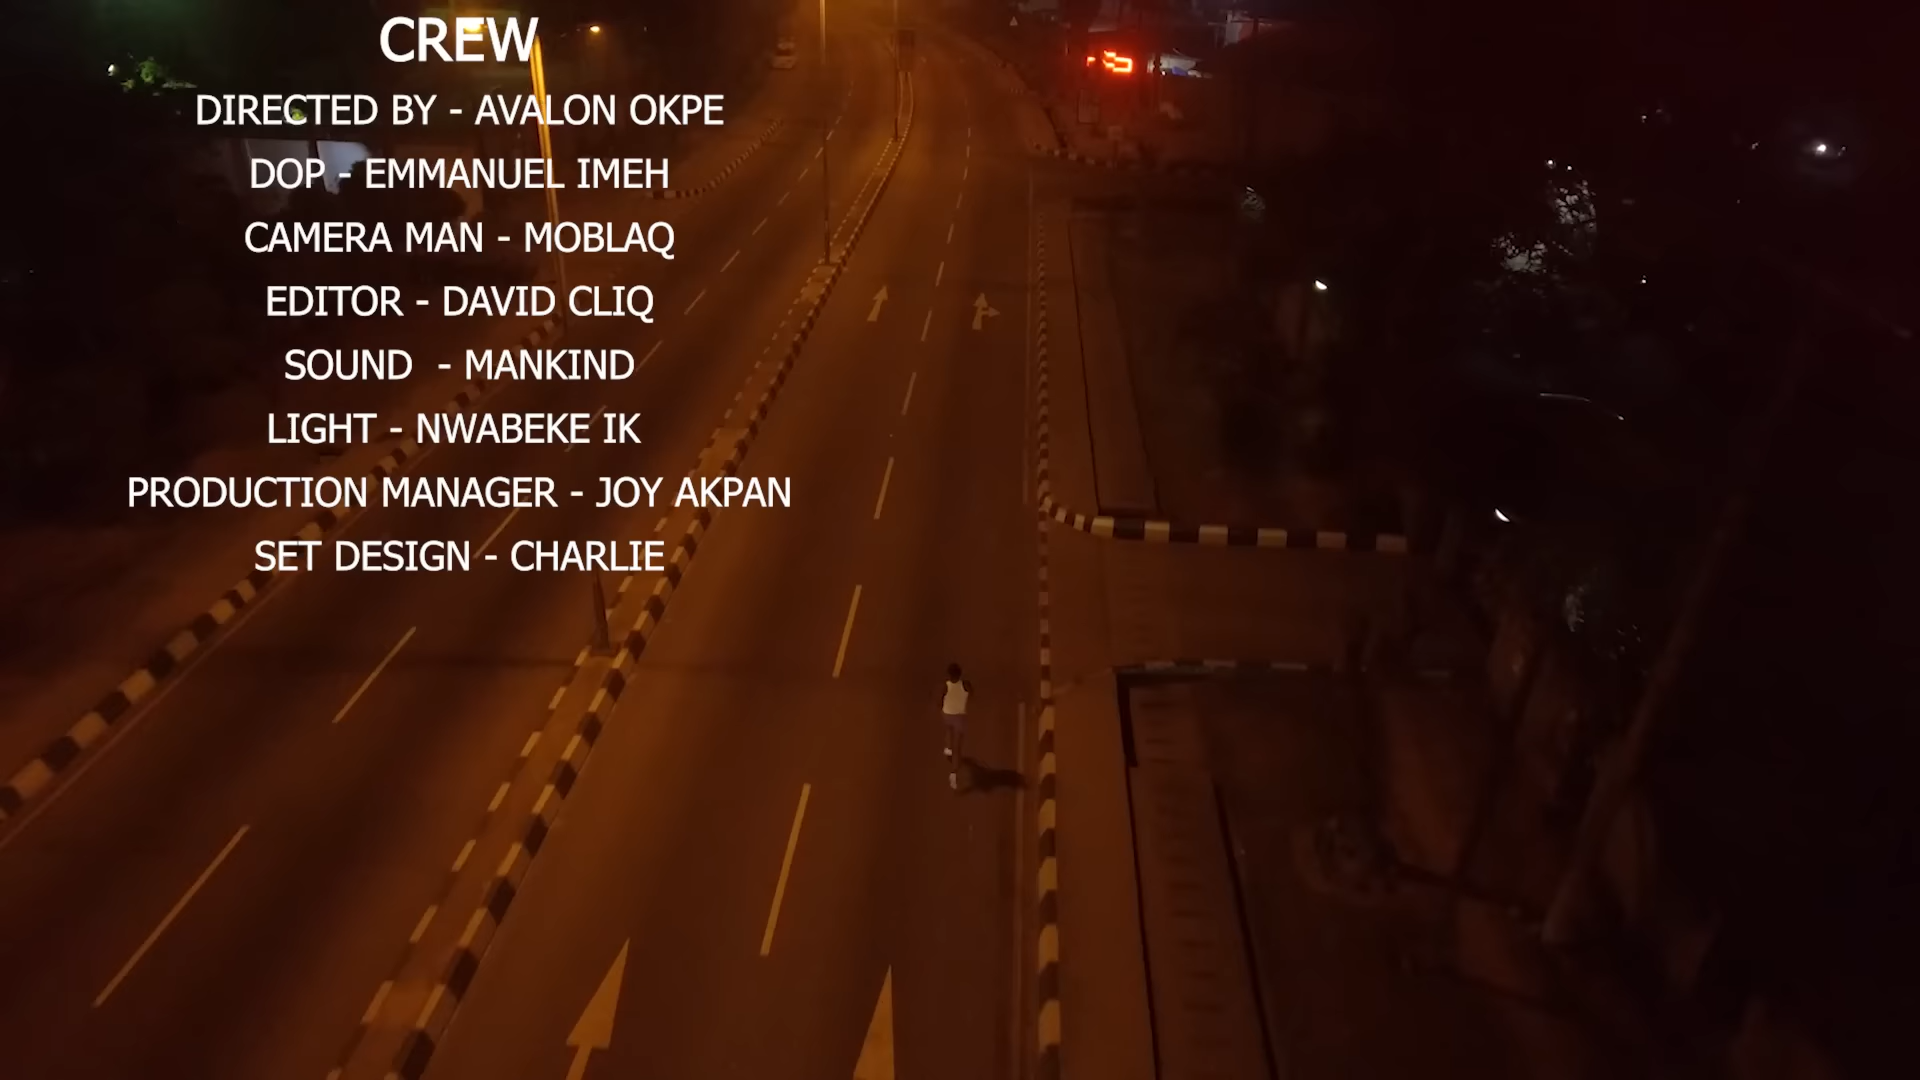 CREW
DIRECTED BY - AVALON OKPE
DOP - EMMANUEL IMEH
CAMERA MAN - MOBLAQ
EDITOR - DAVID CLIQ
SOUND  - MANKIND
LIGHT - NWABEKE IK
PRODUCTION MANAGER - JOY AKPAN
SET DESIGN - CHARLIE